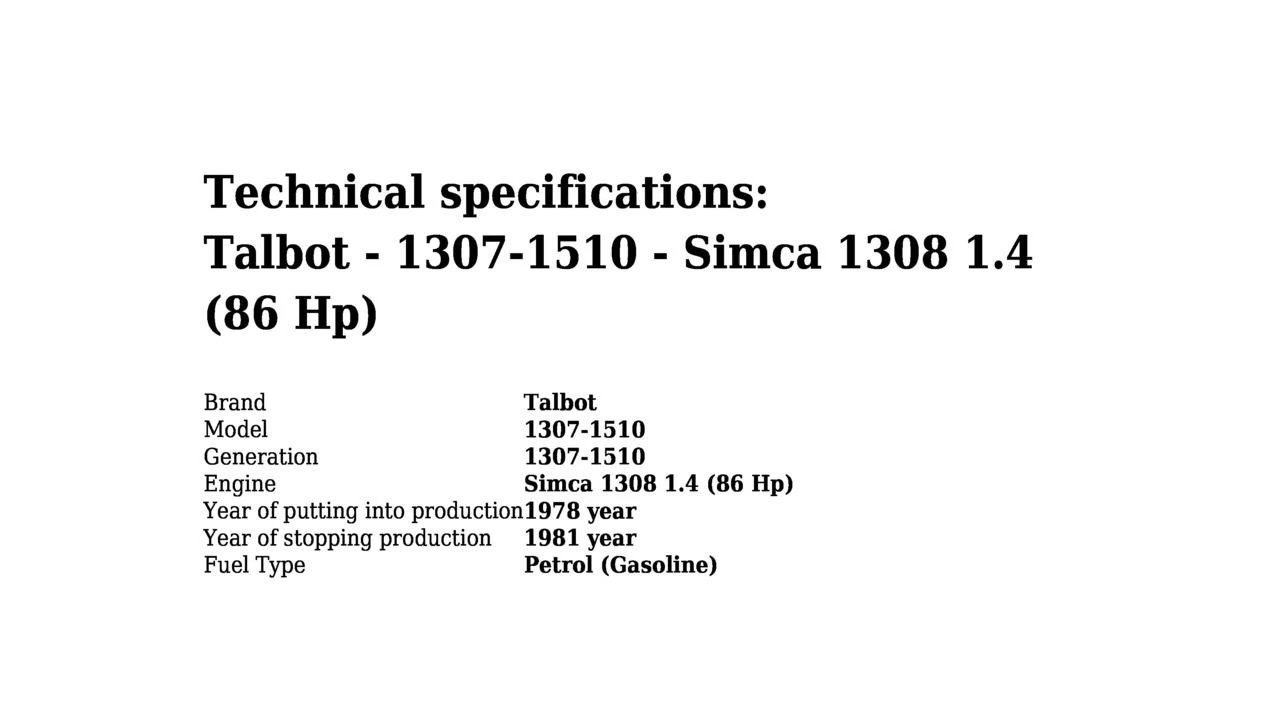 Technical specifications:
Talbot - 1307-1510 - Simca 1308 1.4
(86 Hp)
Brand Talbot
Model 1307-1510
Generation 1307-1510
Engine Simca 1308 1.4 (86 Hp)
Year of putting into production 1978 year
Year of stopping production 1981 year
Fuel Type Petrol (Gasoline)